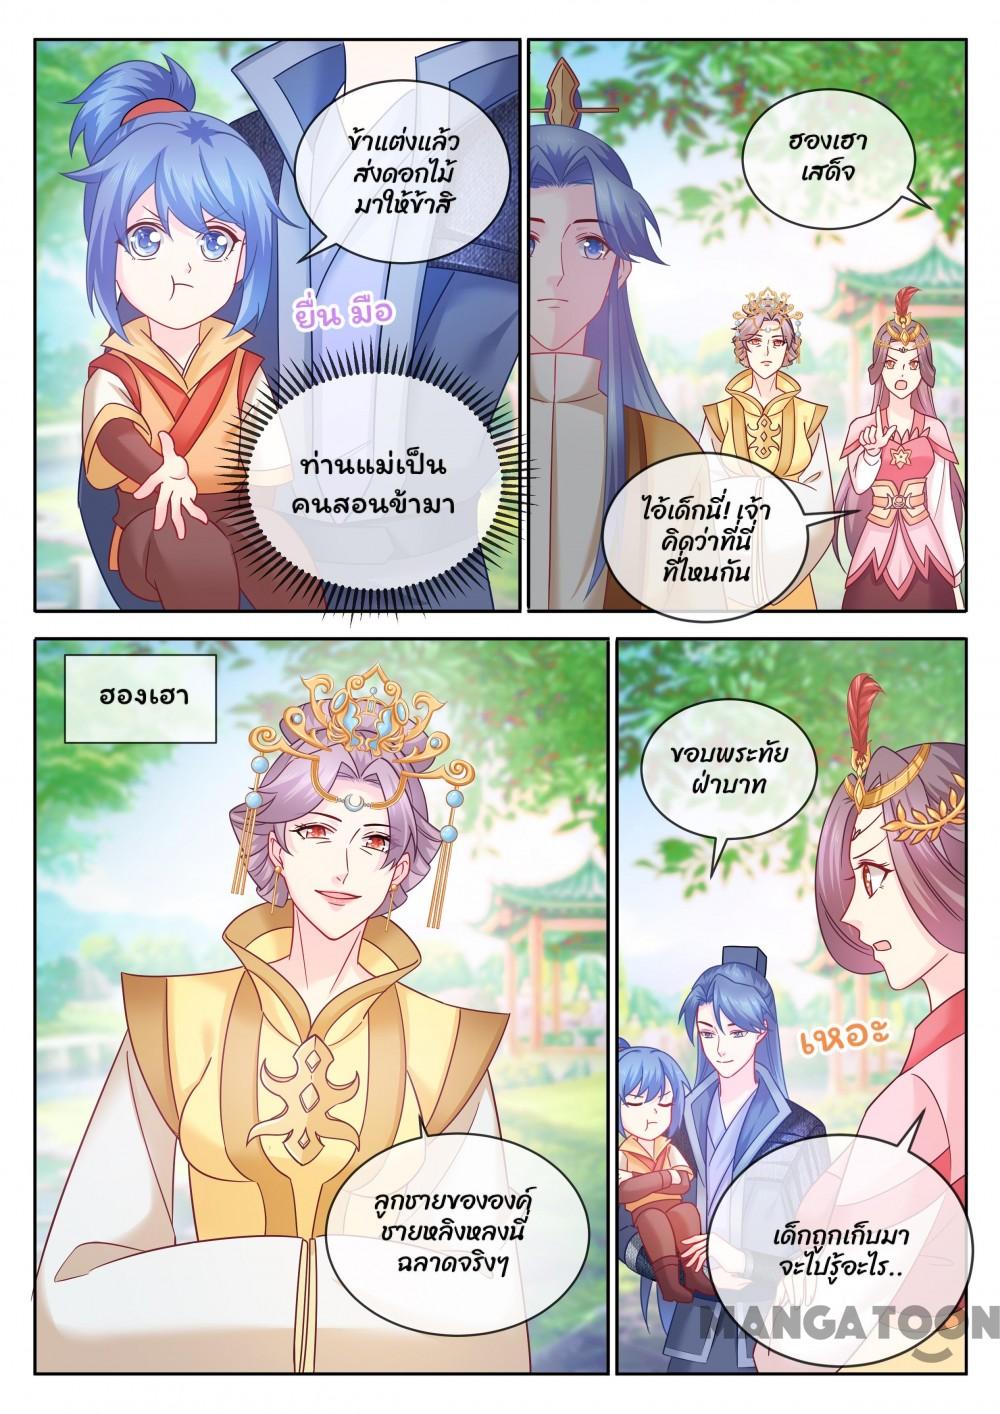 ข้าแต่งแล้ว
ส่งดอกไม้
มาให้ข้าสิ
ยื่น มือ
ท่านแม่เป็น
คนสอนข้ามา
ฮองเฮา
เสด็จ
ไอ้เด็กนี่! เจ้า
คิดว่าที่นี่
ที่ไหนกัน
ฮองเฮา
ลูกชายขององค์
ชายหลิงหลงนี่
ฉลาดจริงๆ
ขอบพระทัย
ฝ่าบาท
เหอะ
เด็กถูกเก็บมา
จะไปรู้อะไร..
MANGATOON